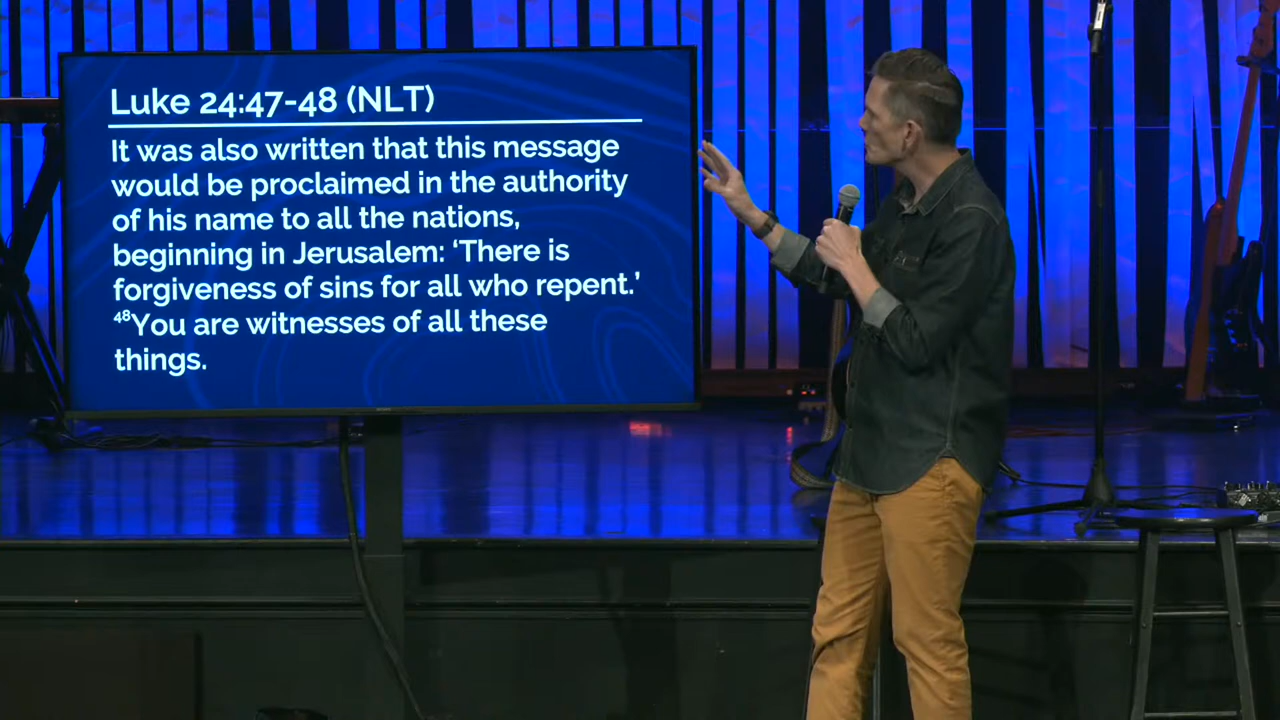 Luke 24:47-48 (NLT)
It was also written that this message
would be proclaimed in the authority
of his name to all the nations,
beginning in Jerusalem: ‘There is
forgiveness of sins for all who repent.’
⁴⁸You are witnesses of all these
things.